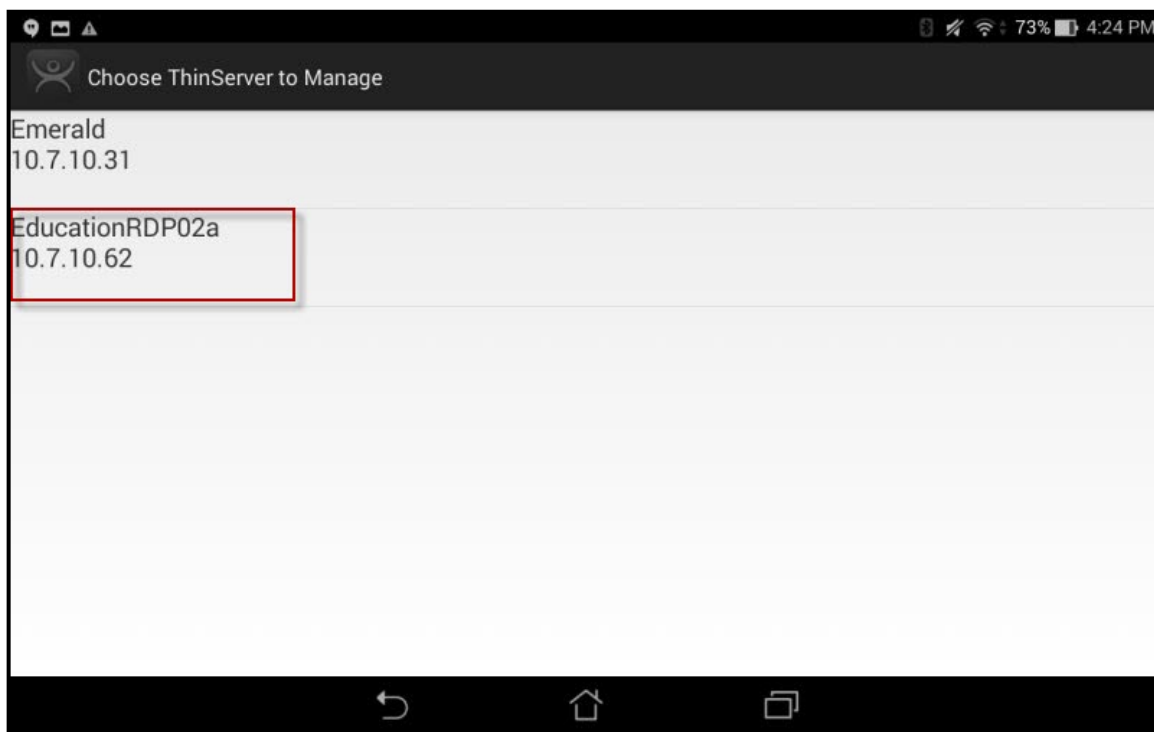 73% 4:24 PM
Choose ThinServer to Manage
Emerald
10.7.10.31
EducationRDP02a
10.7.10.62